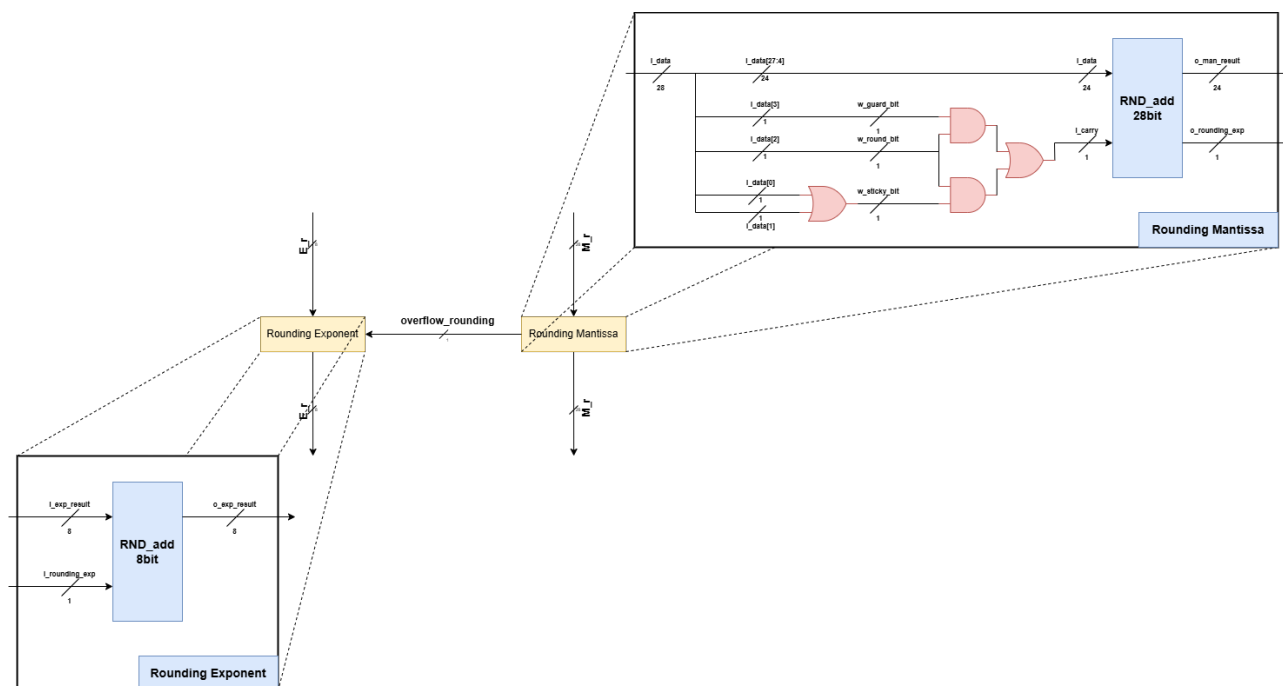 i_data
28
i_data[27:4]
24
i_data
24
o_man_result
24
RND_add
28bit
i_data[3]
1
w_guard_bit
1
i_data[2]
1
w_round_bit
1
i_carry
1
o_rounding_exp
1
i_data[0]
1
w_sticky_bit
1
1
i_data[1]
Rounding Mantissa
E_r
M_r
overflow_rounding
Rounding Exponent
Rounding Mantissa
E_r
M_r
i_exp_result
8
o_exp_result
8
RND_add
8bit
i_rounding_exp
1
Rounding Exponent